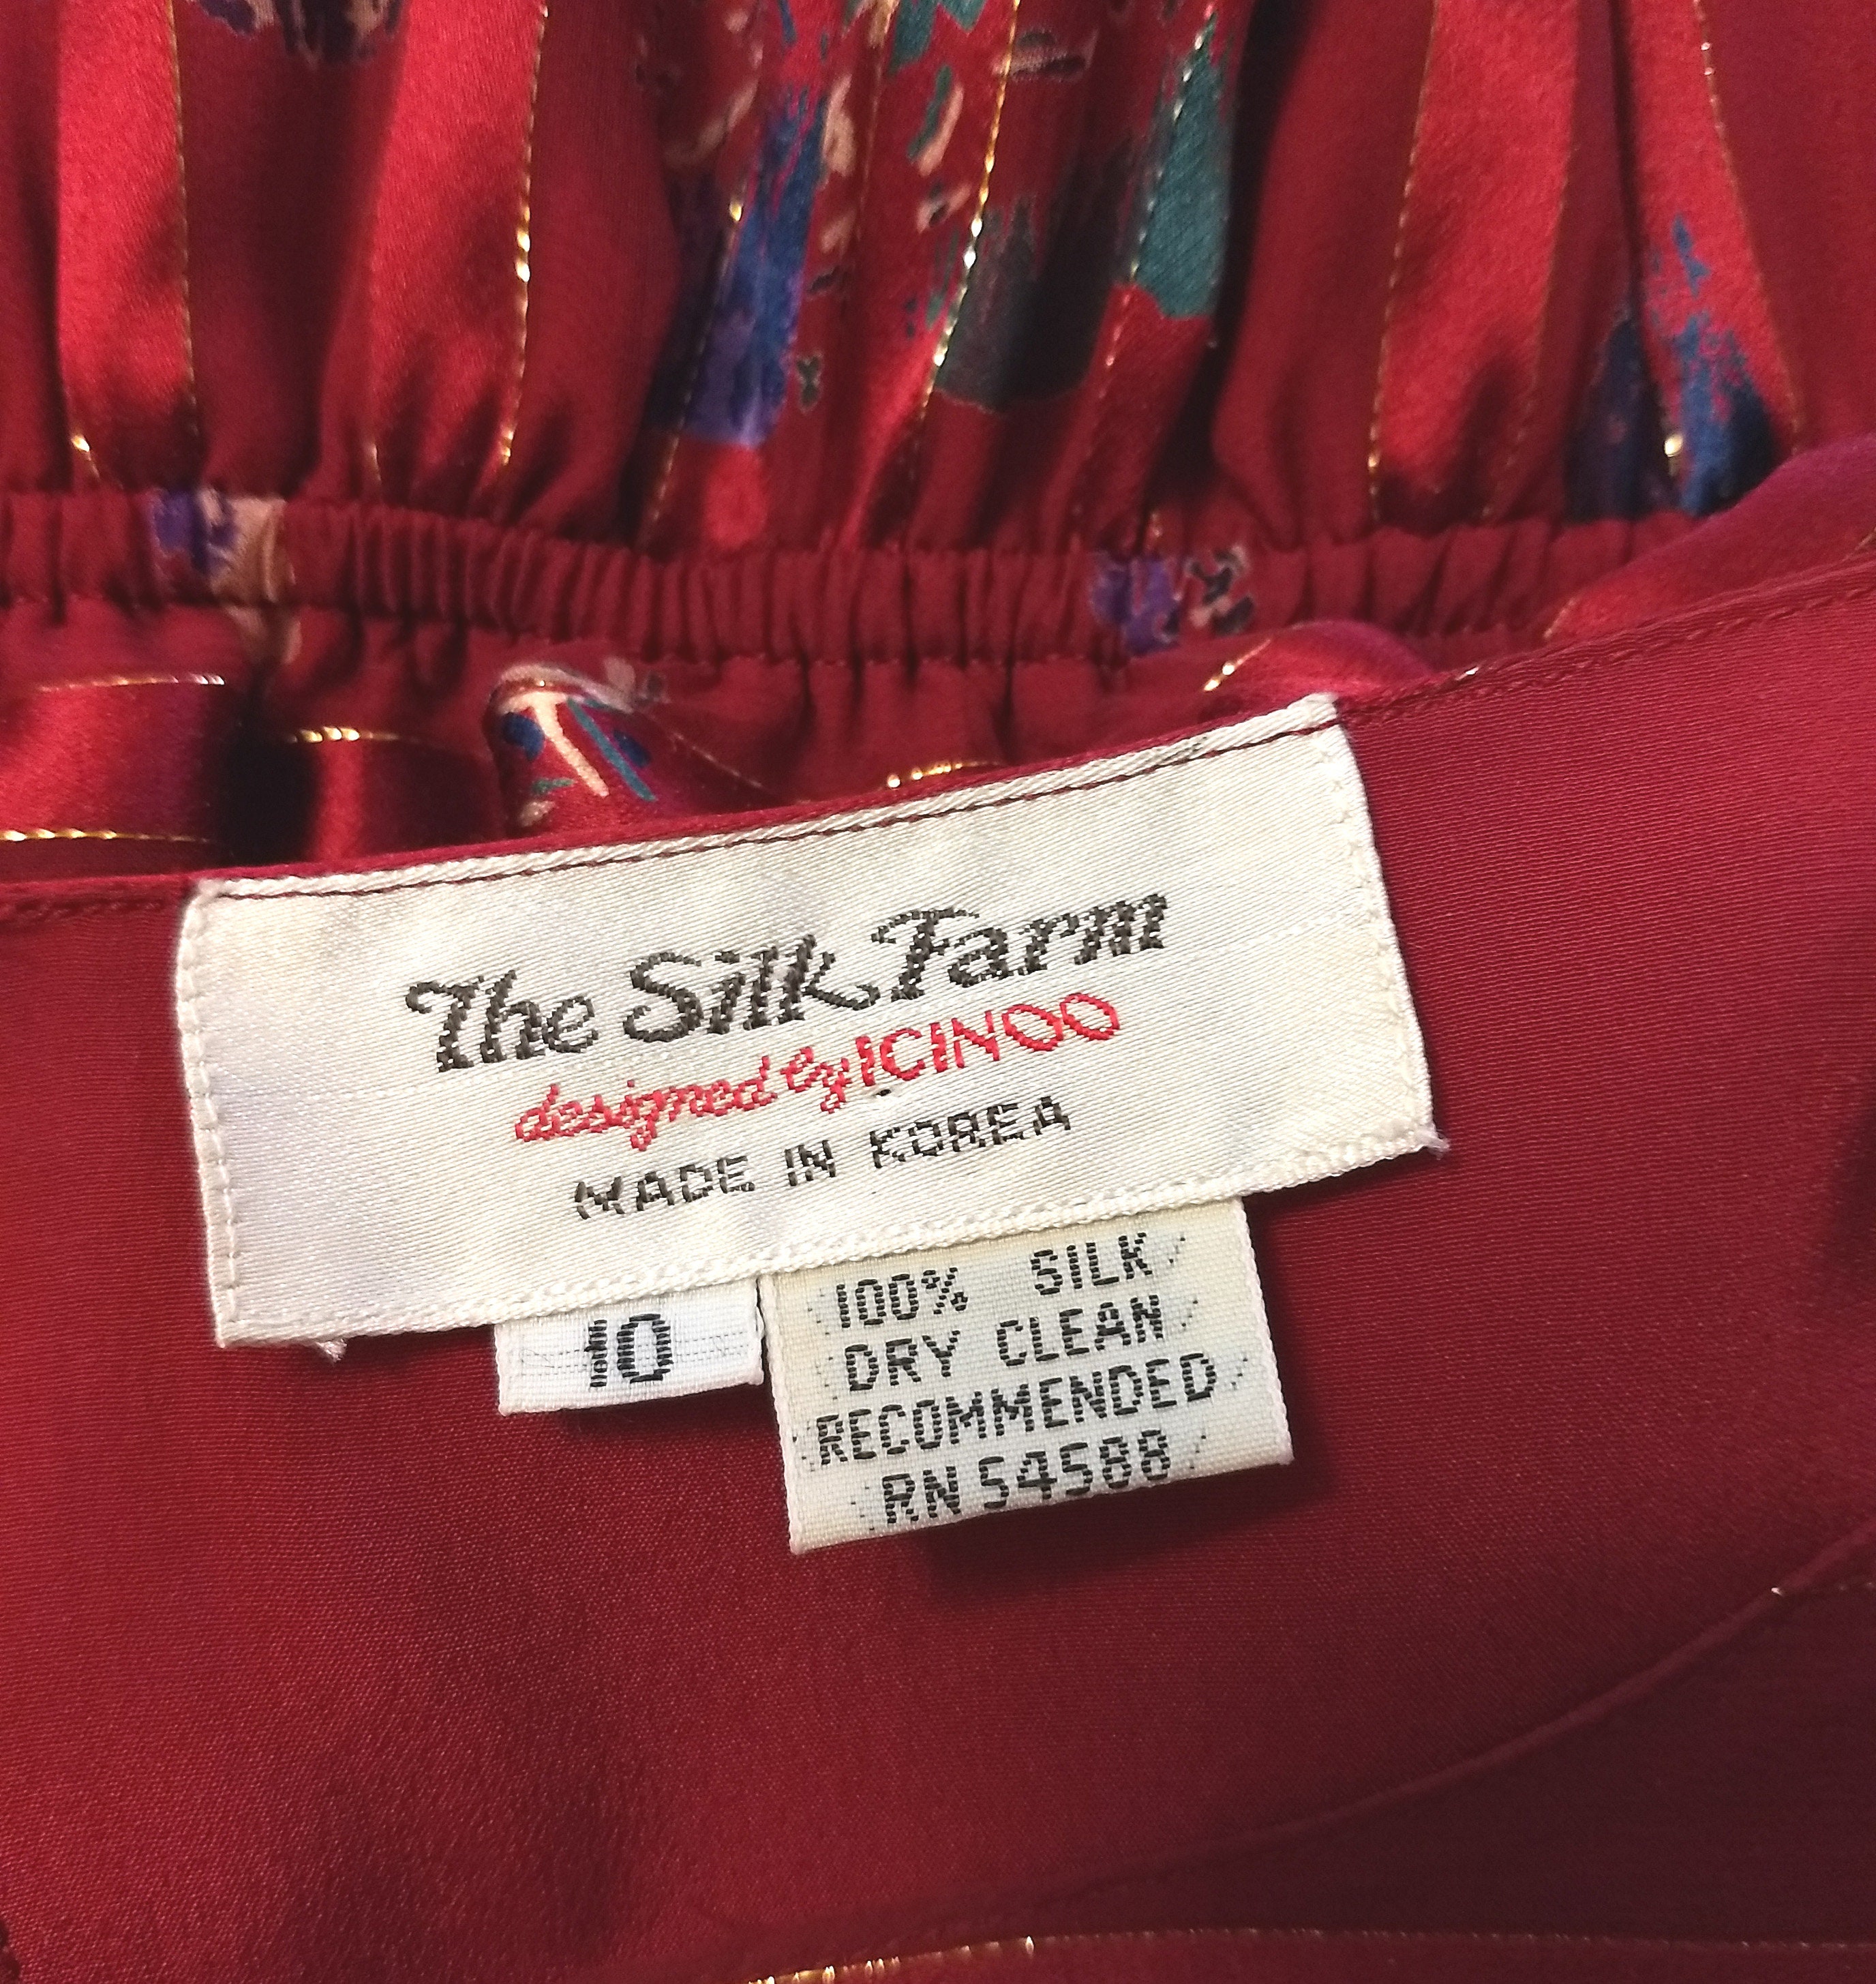 The Silk Farm
designed by ICINOO
MADE IN KOREA
10
100% SILK
DRY CLEAN
RECOMMENDED
RN 54588